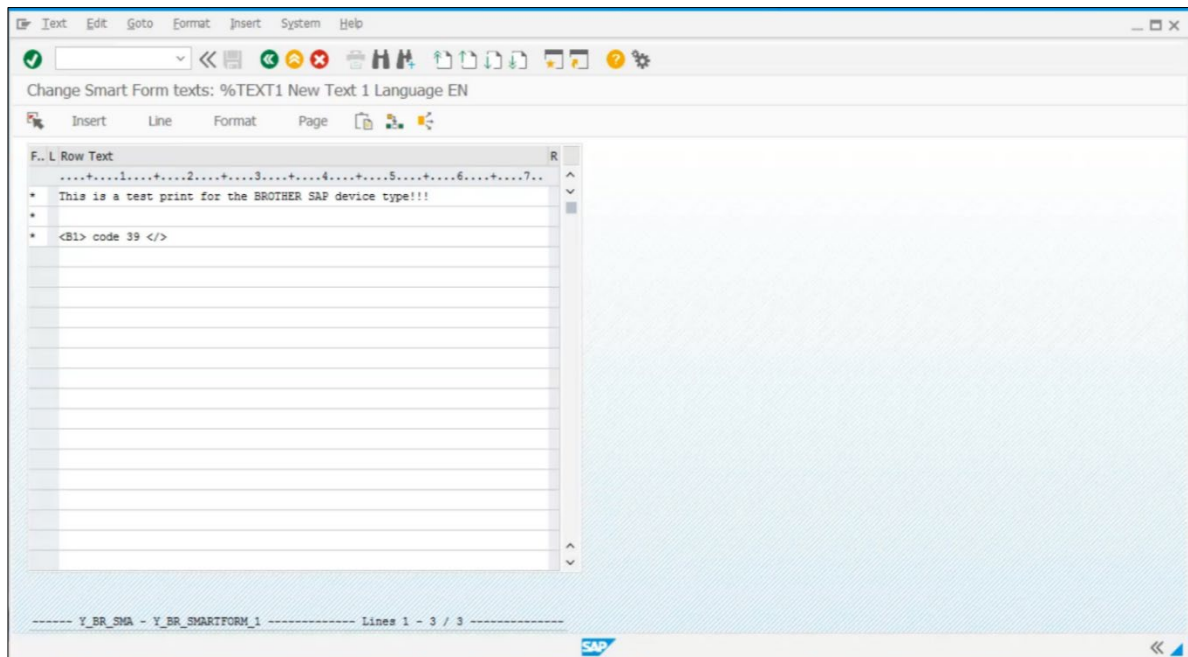 Text Edit Goto Format Insert System Help
Change Smart Form texts: %TEXT1 New Text 1 Language EN
Insert Line Format Page
F.. L Row Text R
....+....1....+....2....+....3....+....4....+....5....+....6....+....7..
* This is a test print for the BROTHER SAP device type!!!
*
* <B1> code 39 </>
------ Y_BR_SMA - Y_BR_SMARTFORM_1 ------------- Lines 1 - 3 / 3 --------------
SAP